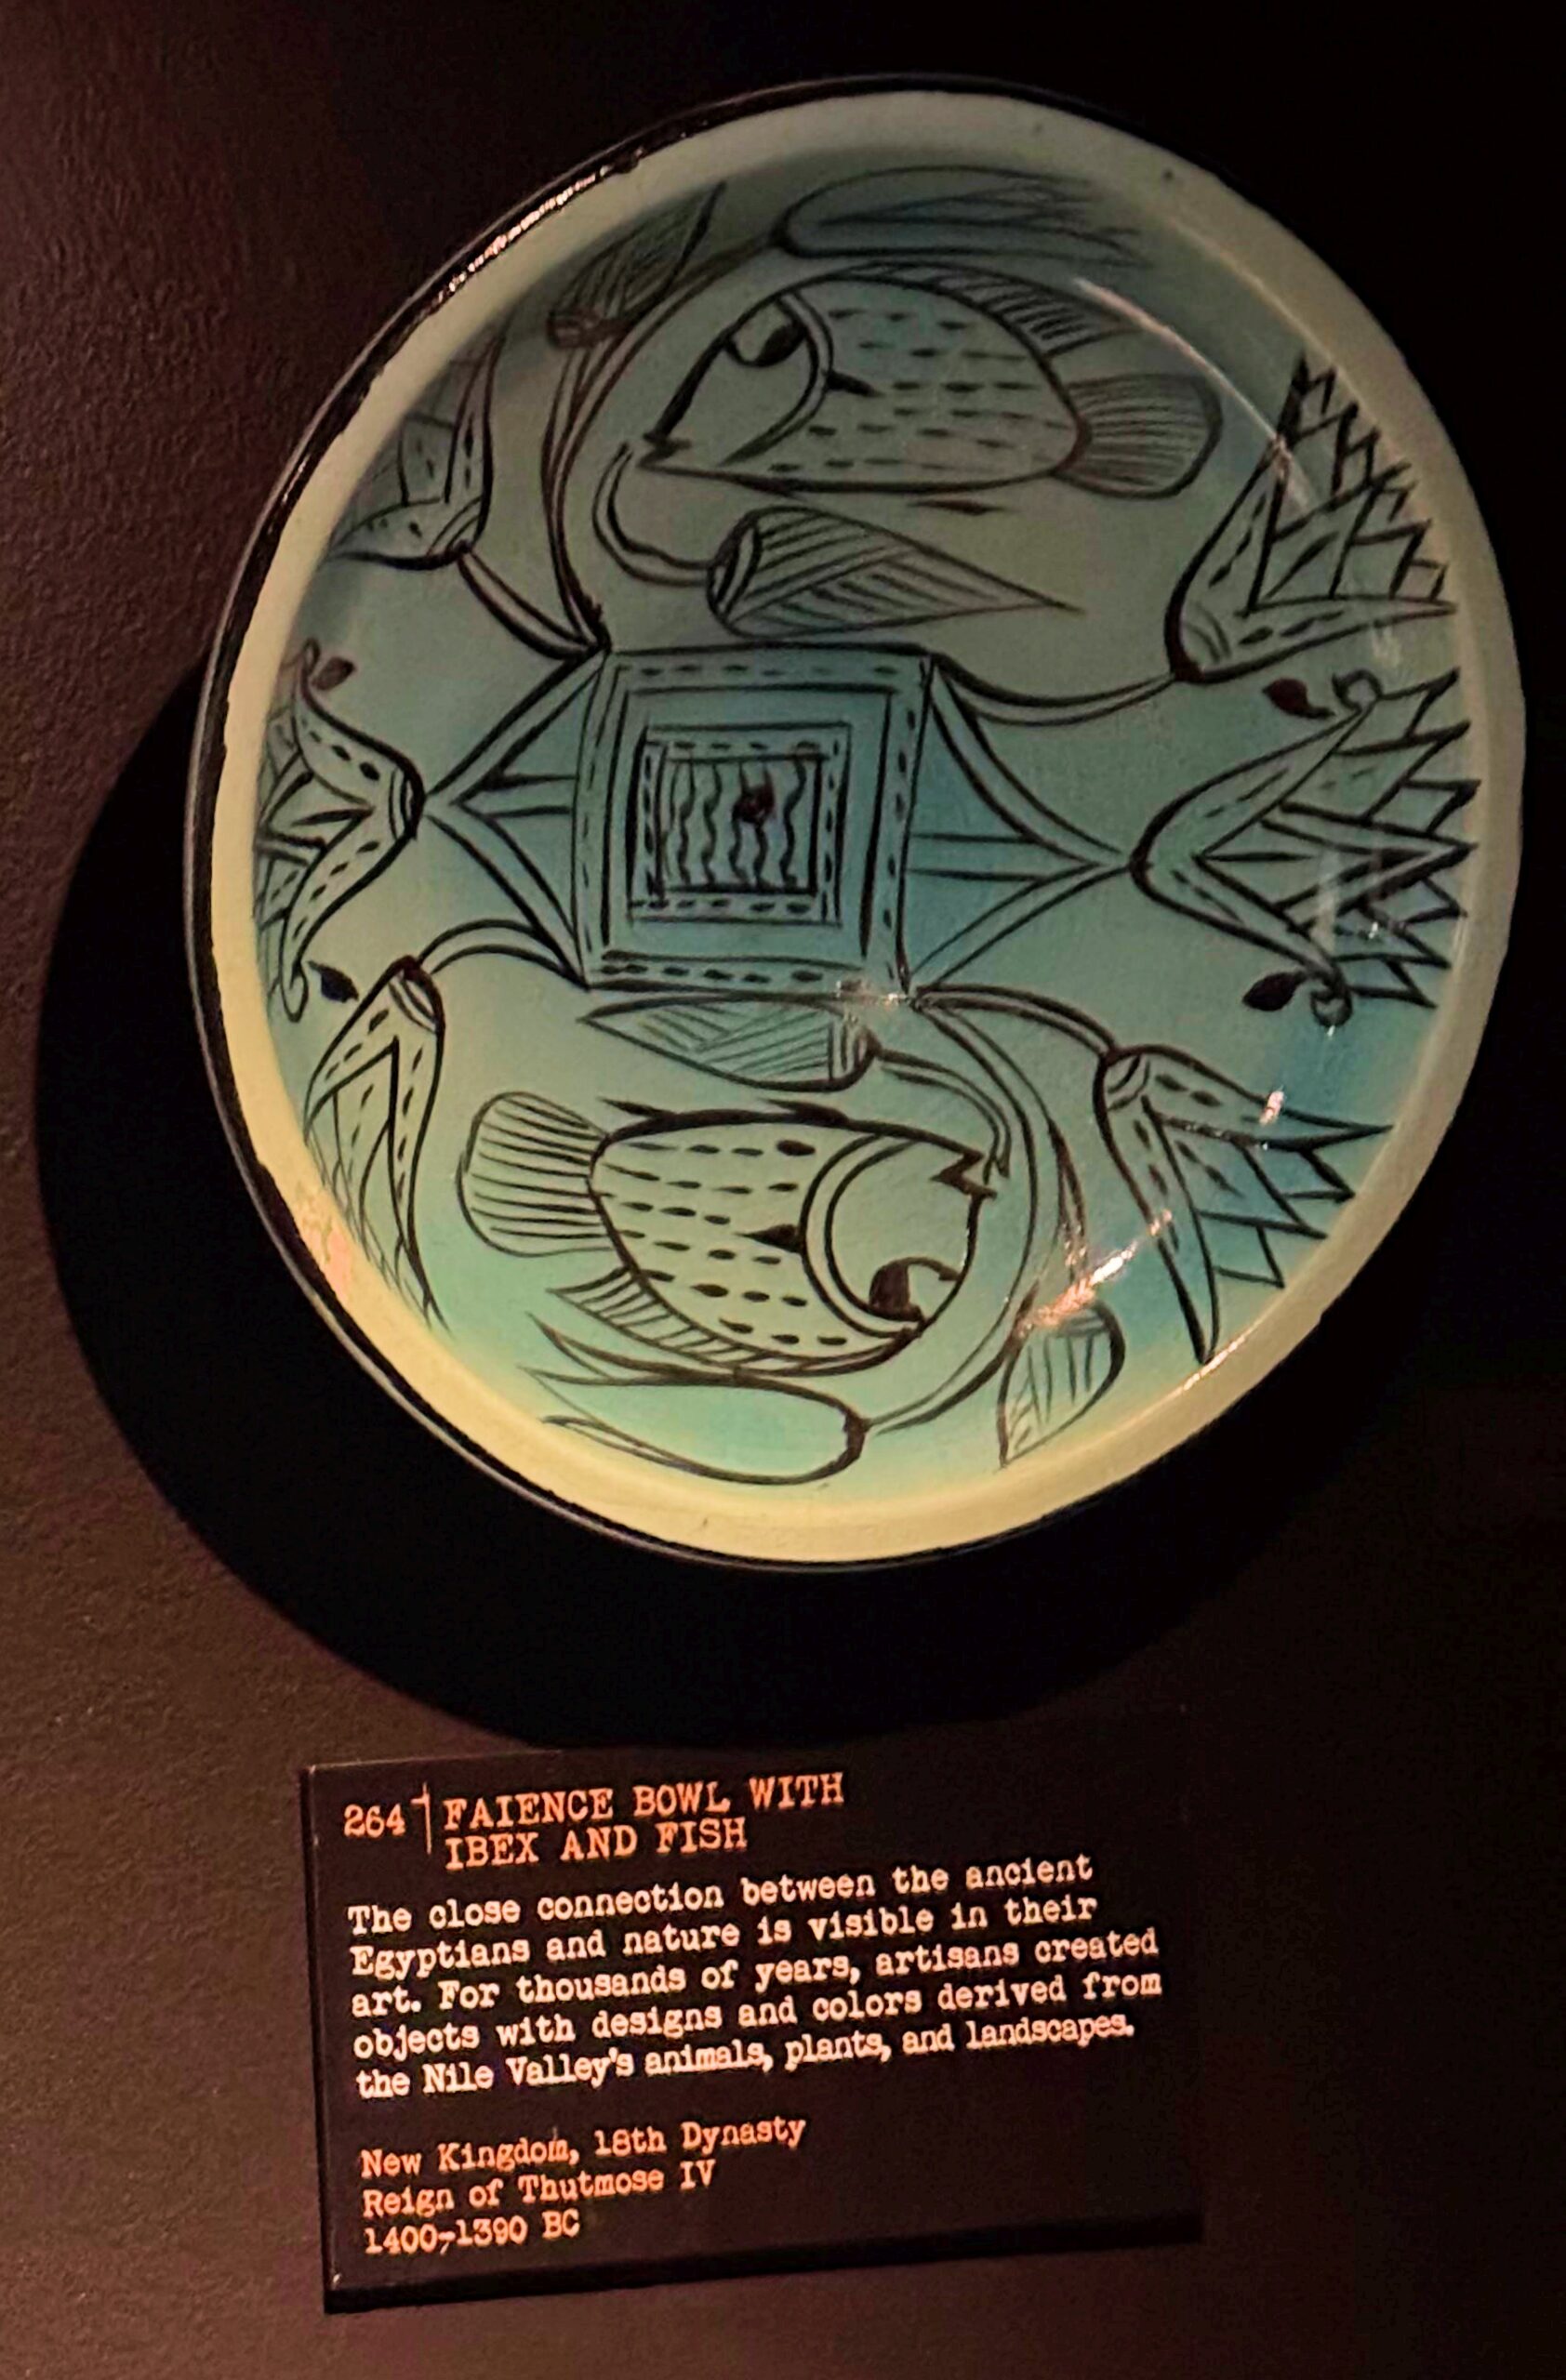 264 FAIENCE BOWL WITH
IBEX AND FISH
The close connection between the ancient
Egyptians and nature is visible in their
art. For thousands of years, artisans created
objects with designs and colors derived from
the Nile Valley's animals, plants, and landscapes.
New Kingdom, 18th Dynasty
Reign of Thutmose IV
1400-1390 BC